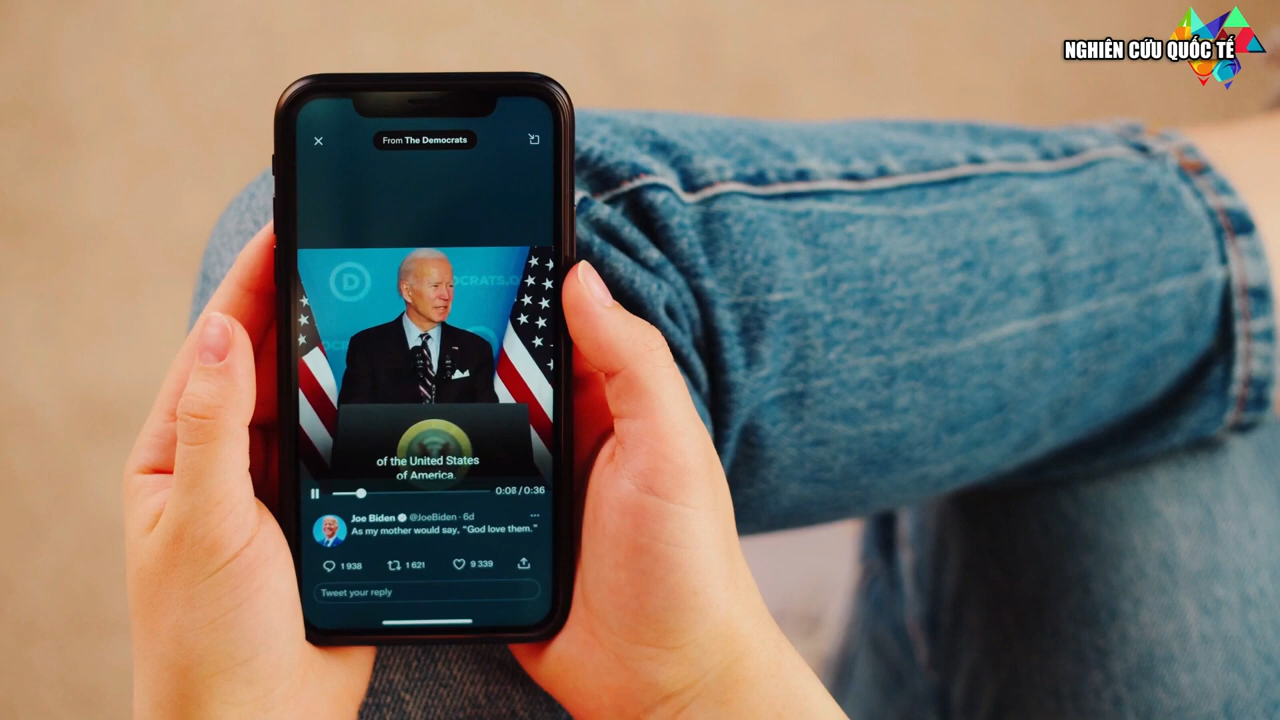 NGHIÊN CỨU QUỐC TẾ
From The Democrats
D
OCRATS.O
of the United States
of America.
0:08 / 0:36
Joe Biden @JoeBiden · 6d
As my mother would say, "God love them."
1 938 1 621 9 339
Tweet your reply